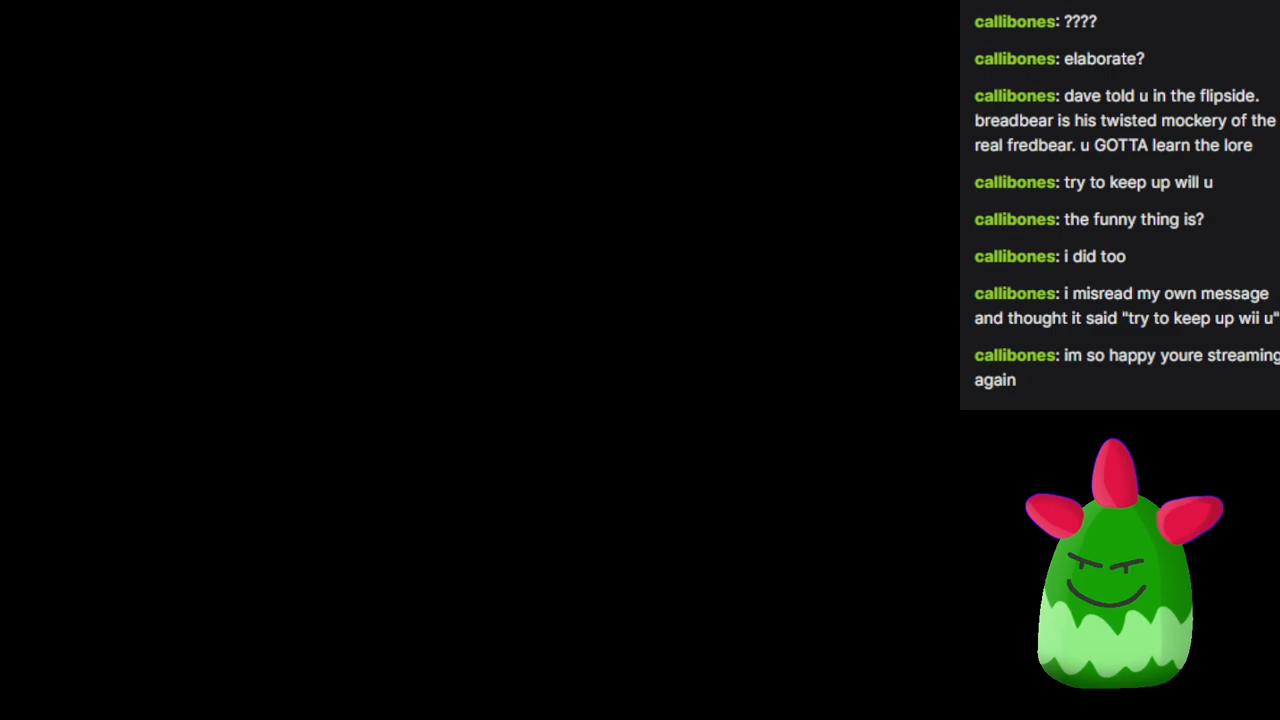 callibones: ????
callibones: elaborate?
callibones: dave told u in the flipside.
breadbear is his twisted mockery of the
real fredbear. u GOTTA learn the lore
callibones: try to keep up will u
callibones: the funny thing is?
callibones: i did too
callibones: i misread my own message
and thought it said "try to keep up wii u"
callibones: im so happy youre streaming
again